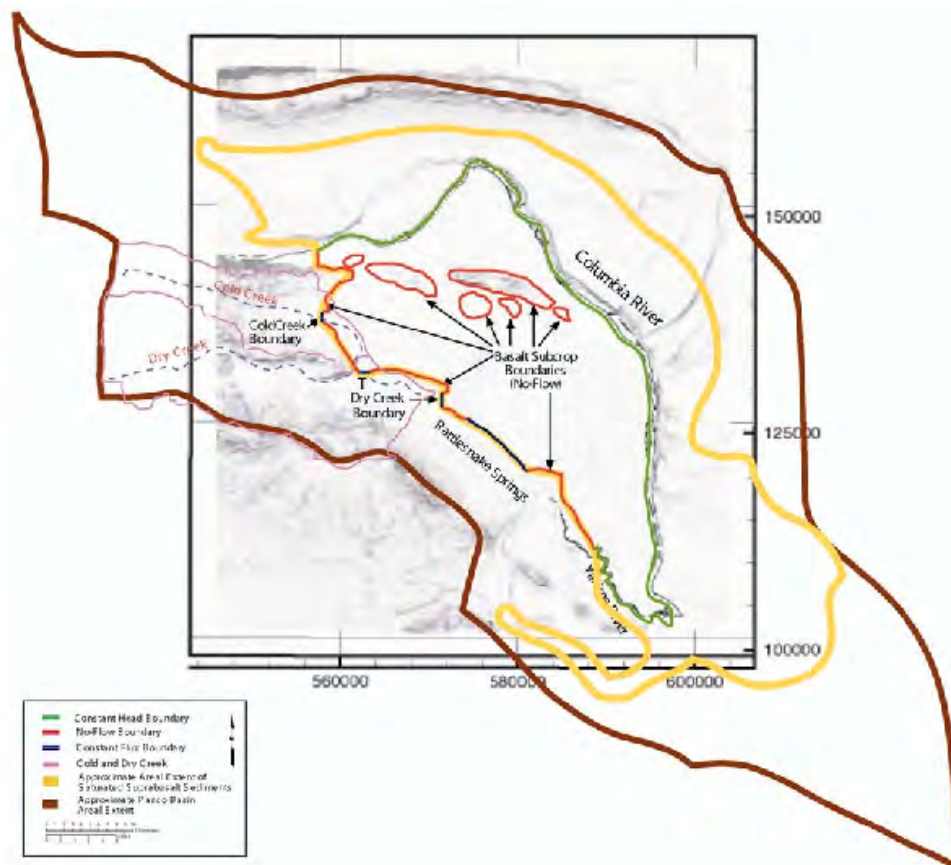 150000
Columbia River
Cold Creek
ColdCreek
Boundary
Dry Creek
Basalt Subcrop
Boundaries
(No-Flow)
Dry Creek
Boundary
125000
Rattlesnake Springs
100000
560000
580000
600000
Constant Head Boundary
No-Flow Boundary
Constant Flux Boundary
Cold and Dry Creek
Approximate Areal Extent of
Saturated Suprabasalt Sediments
Approximate Pasco Basin
Areal Extent